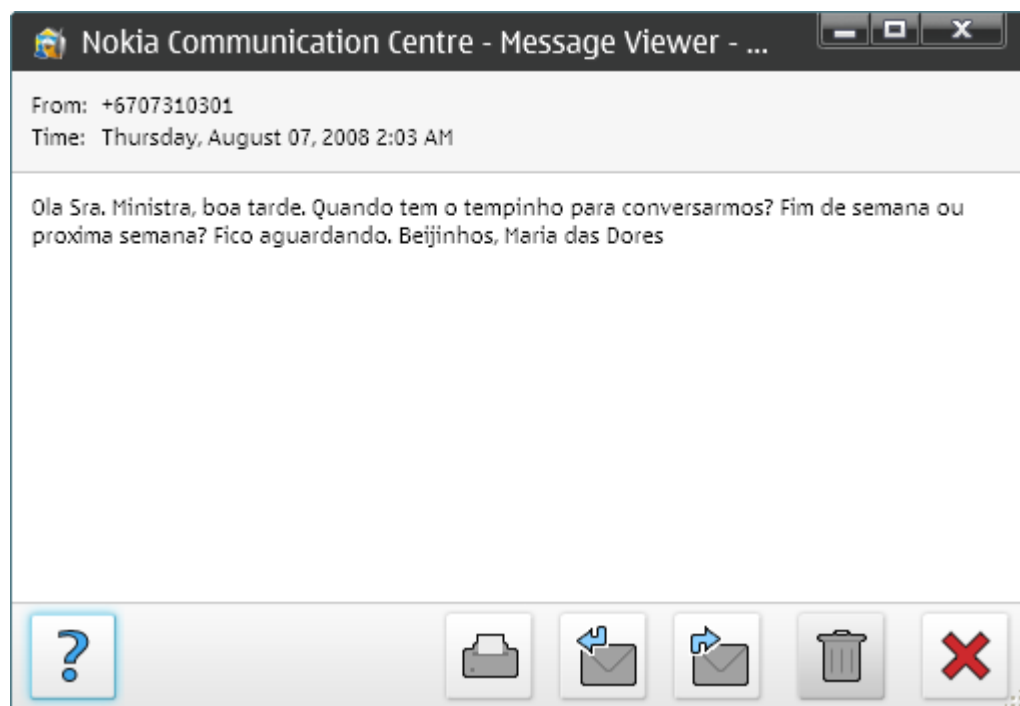 Nokia Communication Centre - Message Viewer - ...
From: +6707310301
Time: Thursday, August 07, 2008 2:03 AM
Ola Sra. Ministra, boa tarde. Quando tem o tempinho para conversarmos? Fim de semana ou
proxima semana? Fico aguardando. Beijinhos, Maria das Dores